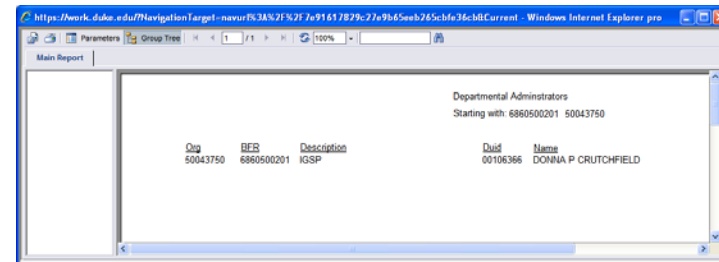 https://work.duke.edu/?NavigationTarget=navurl%3A%2F%2F7e91617829c27e9b65eeb265cbfe36cb&Current - Windows Internet Explorer pro
Parameters Group Tree 1 / 1 100%
Main Report
Departmental Adminstrators
Starting with: 6860500201 50043750
Org BFR Description Duid Name
50043750 6860500201 IGSP 00106366 DONNA P CRUTCHFIELD